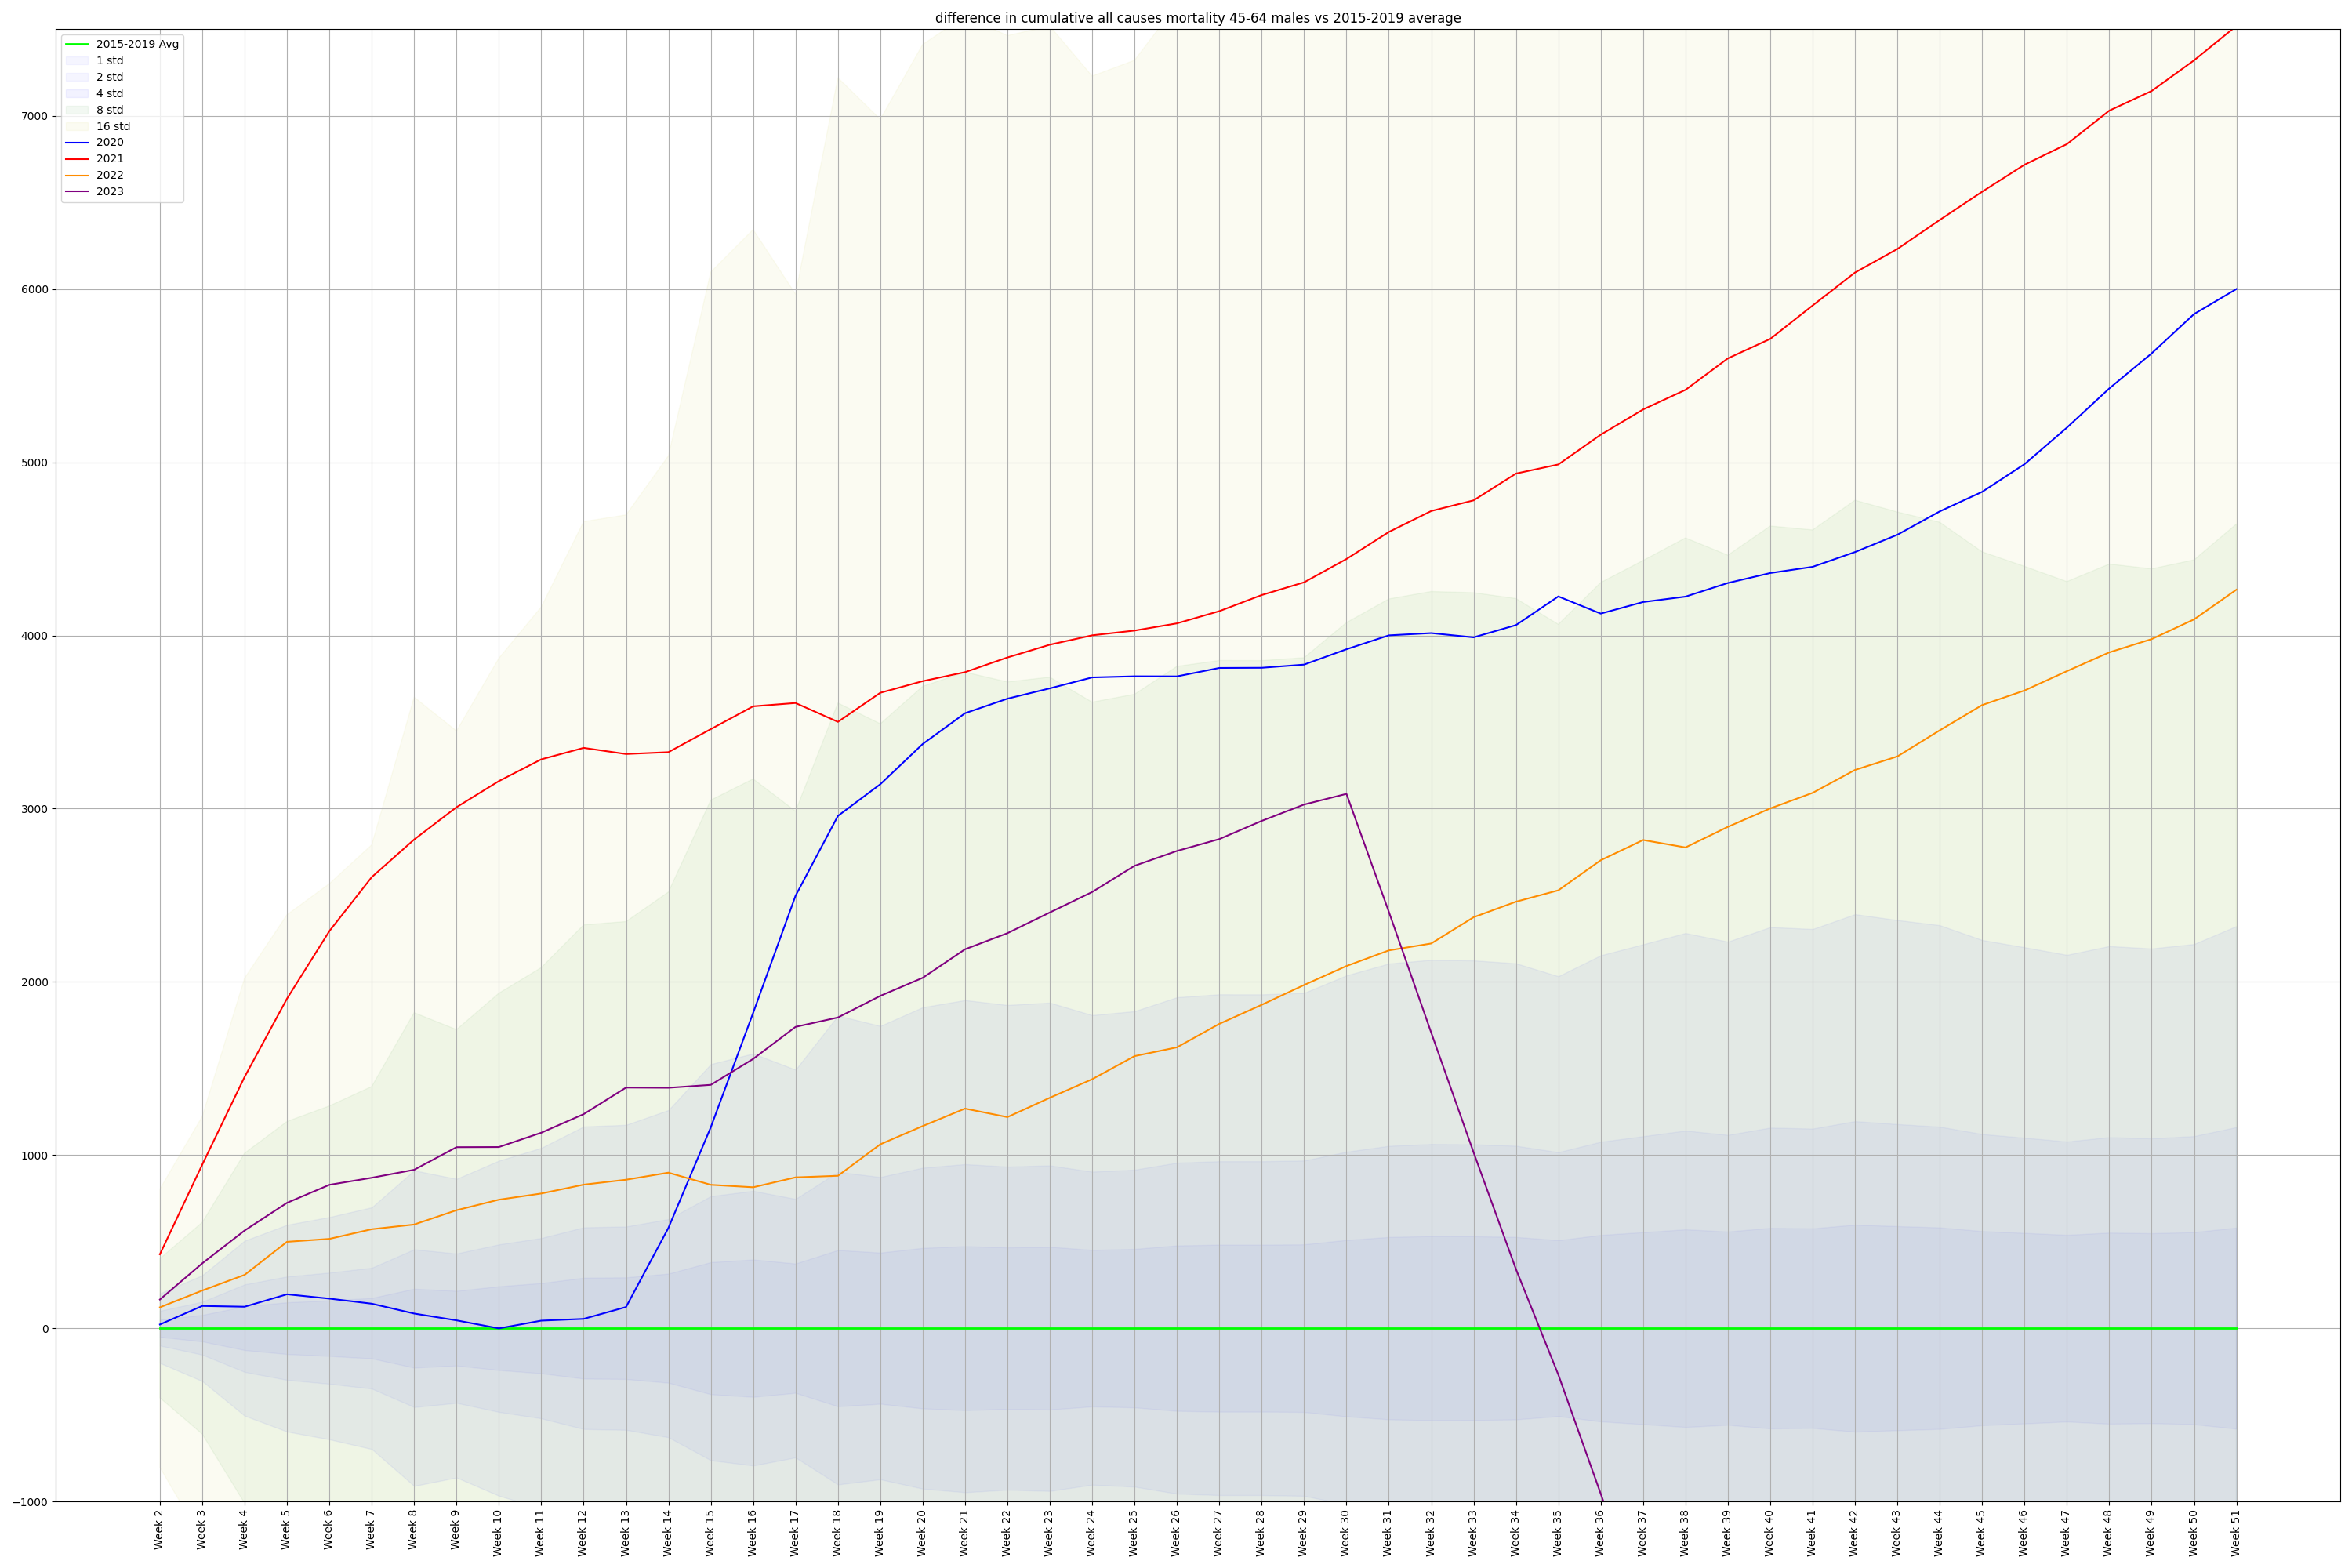 difference in cumulative all causes mortality 45-64 males vs 2015-2019 average
2015-2019 Avg
1 std
2 std
4 std
8 std
16 std
2020
2021
2022
2023
7000
6000
5000
4000
3000
2000
1000
0
−1000
Week 2
Week 3
Week 4
Week 5
Week 6
Week 7
Week 8
Week 9
Week 10
Week 11
Week 12
Week 13
Week 14
Week 15
Week 16
Week 17
Week 18
Week 19
Week 20
Week 21
Week 22
Week 23
Week 24
Week 25
Week 26
Week 27
Week 28
Week 29
Week 30
Week 31
Week 32
Week 33
Week 34
Week 35
Week 36
Week 37
Week 38
Week 39
Week 40
Week 41
Week 42
Week 43
Week 44
Week 45
Week 46
Week 47
Week 48
Week 49
Week 50
Week 51